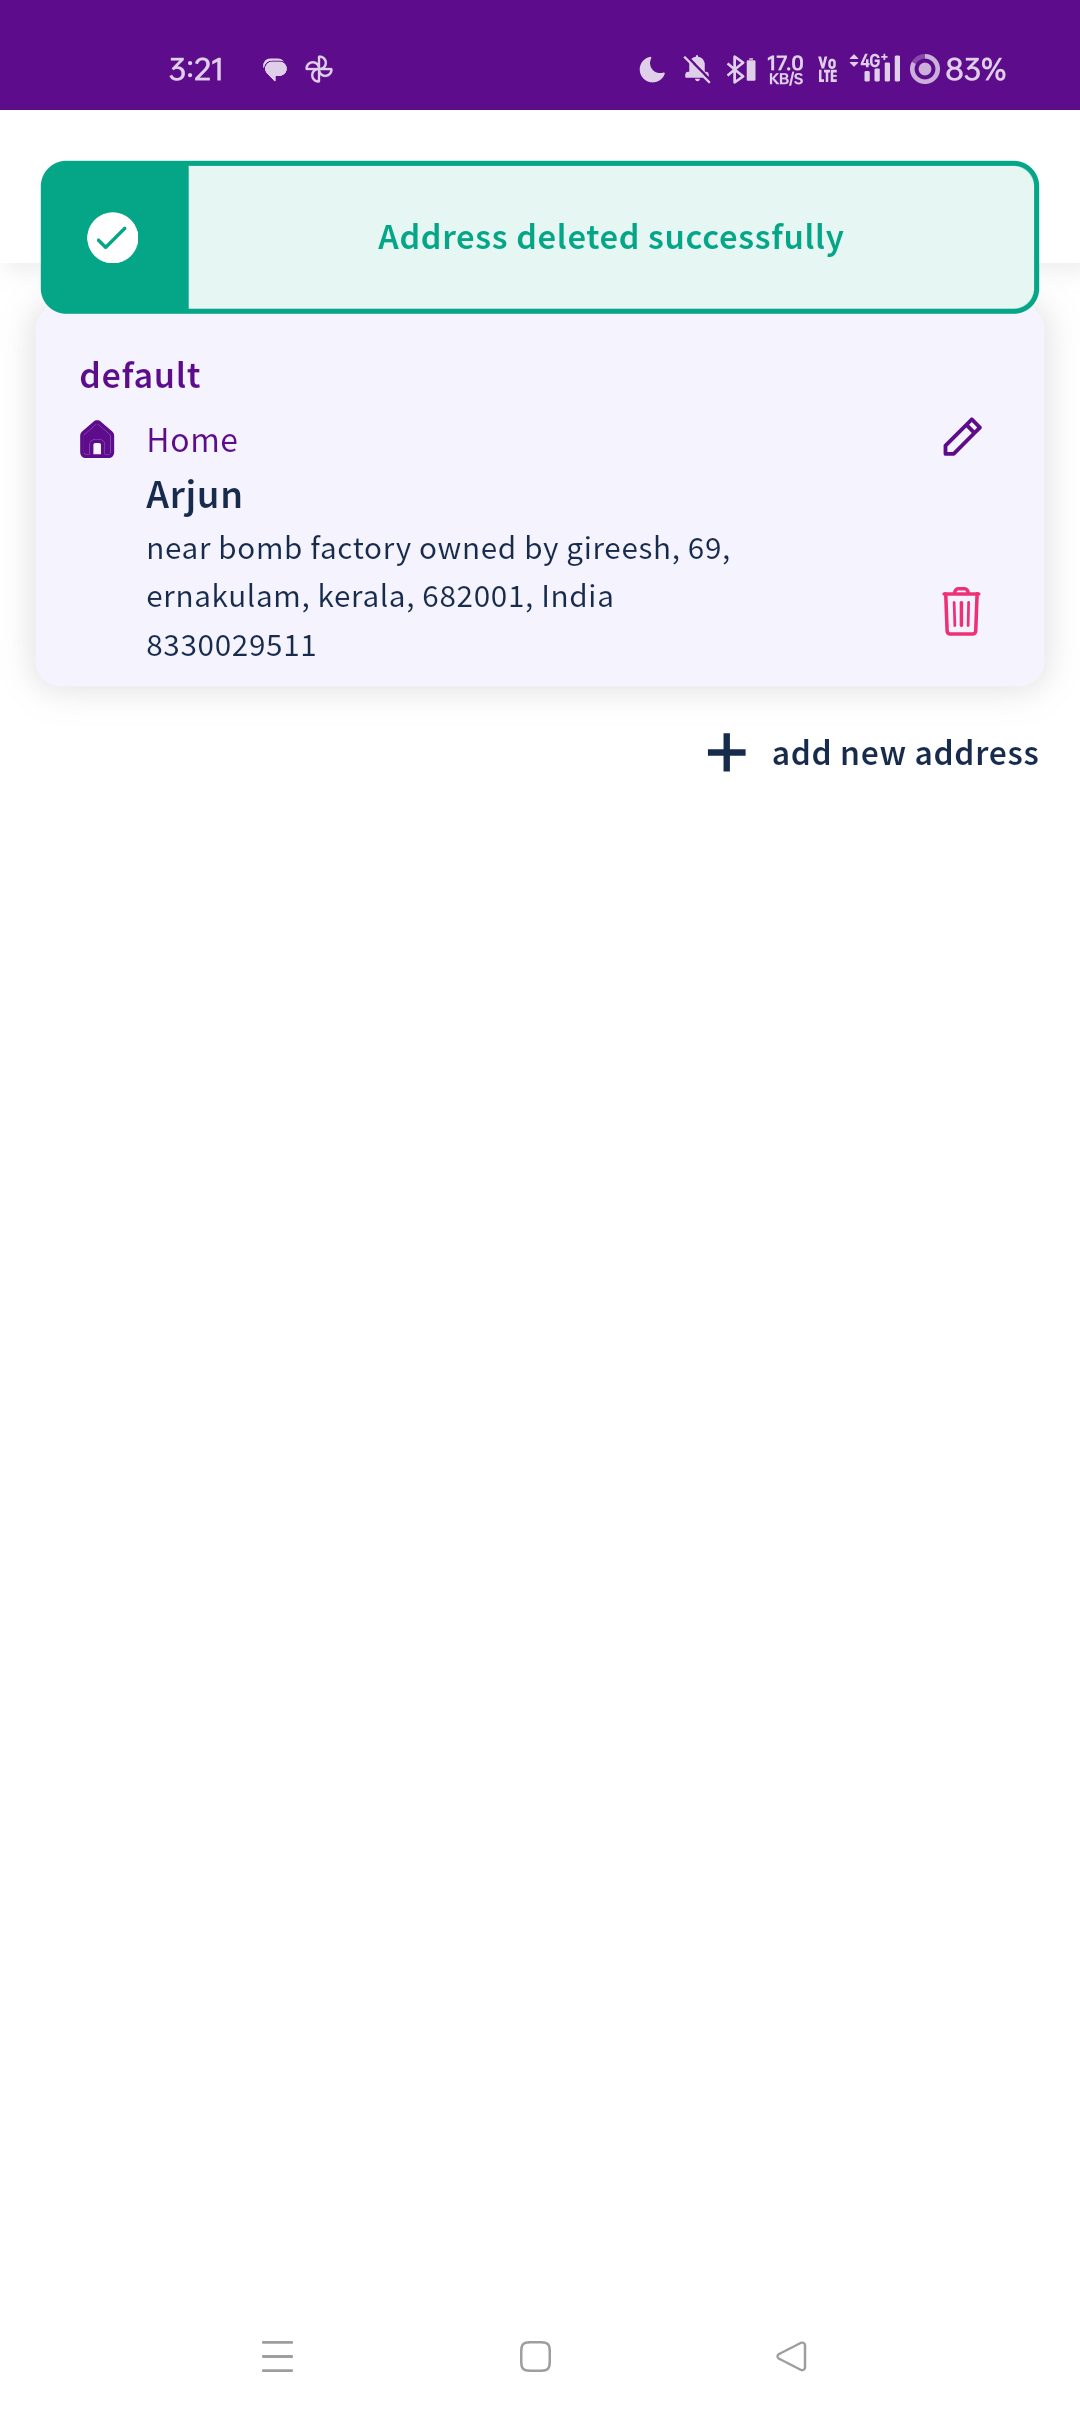 3:21
17.0
KB/S
Vo
LTE
4G+
83%
Address deleted successfully
default
Home
Arjun
near bomb factory owned by gireesh, 69,
ernakulam, kerala, 682001, India
8330029511
add new address